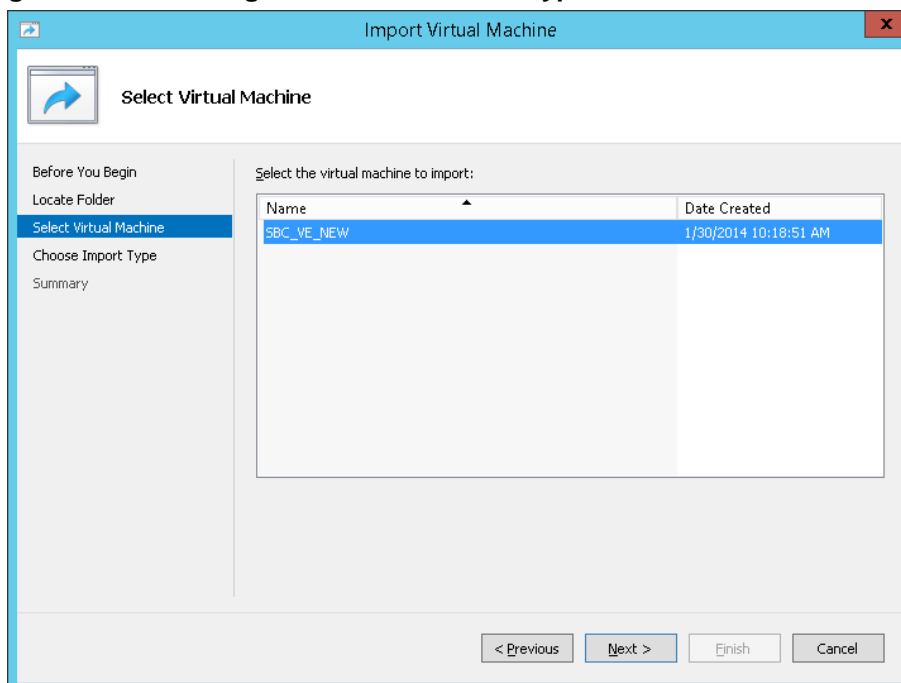 Import Virtual Machine
x
Select Virtual Machine
Before You Begin
Locate Folder
Select Virtual Machine
Choose Import Type
Summary
Select the virtual machine to import:
Name Date Created
SBC_VE_NEW 1/30/2014 10:18:51 AM
< Previous Next > Finish Cancel